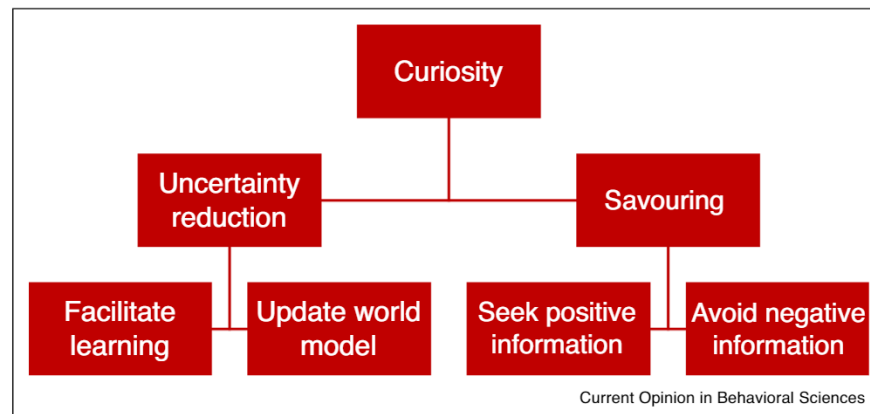 Curiosity
Uncertainty
reduction
Savouring
Facilitate
learning
Update world
model
Seek positive
information
Avoid negative
information
Current Opinion in Behavioral Sciences